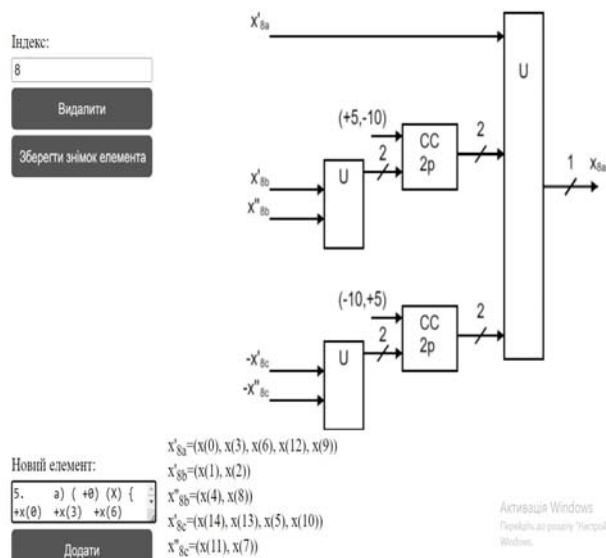 Індекс:
8
Видалити
Зберегти знімок елемента
x'8a
U
(+5,-10)
CC
2p
2
2
x'8b
x"8b
U
1
x8a
(-10,+5)
CC
2p
2
2
-x'8c
-x"8c
U
Новий елемент:
5. a) ( +0) (X) {
+x(0) +x(3) +x(6)
Додати
x'8a=(x(0), x(3), x(6), x(12), x(9))
x'8b=(x(1), x(2))
x"8b=(x(4), x(8))
x'8c=(x(14), x(13), x(5), x(10))
x"8c=(x(11), x(7))
Активація Windows
Windows.